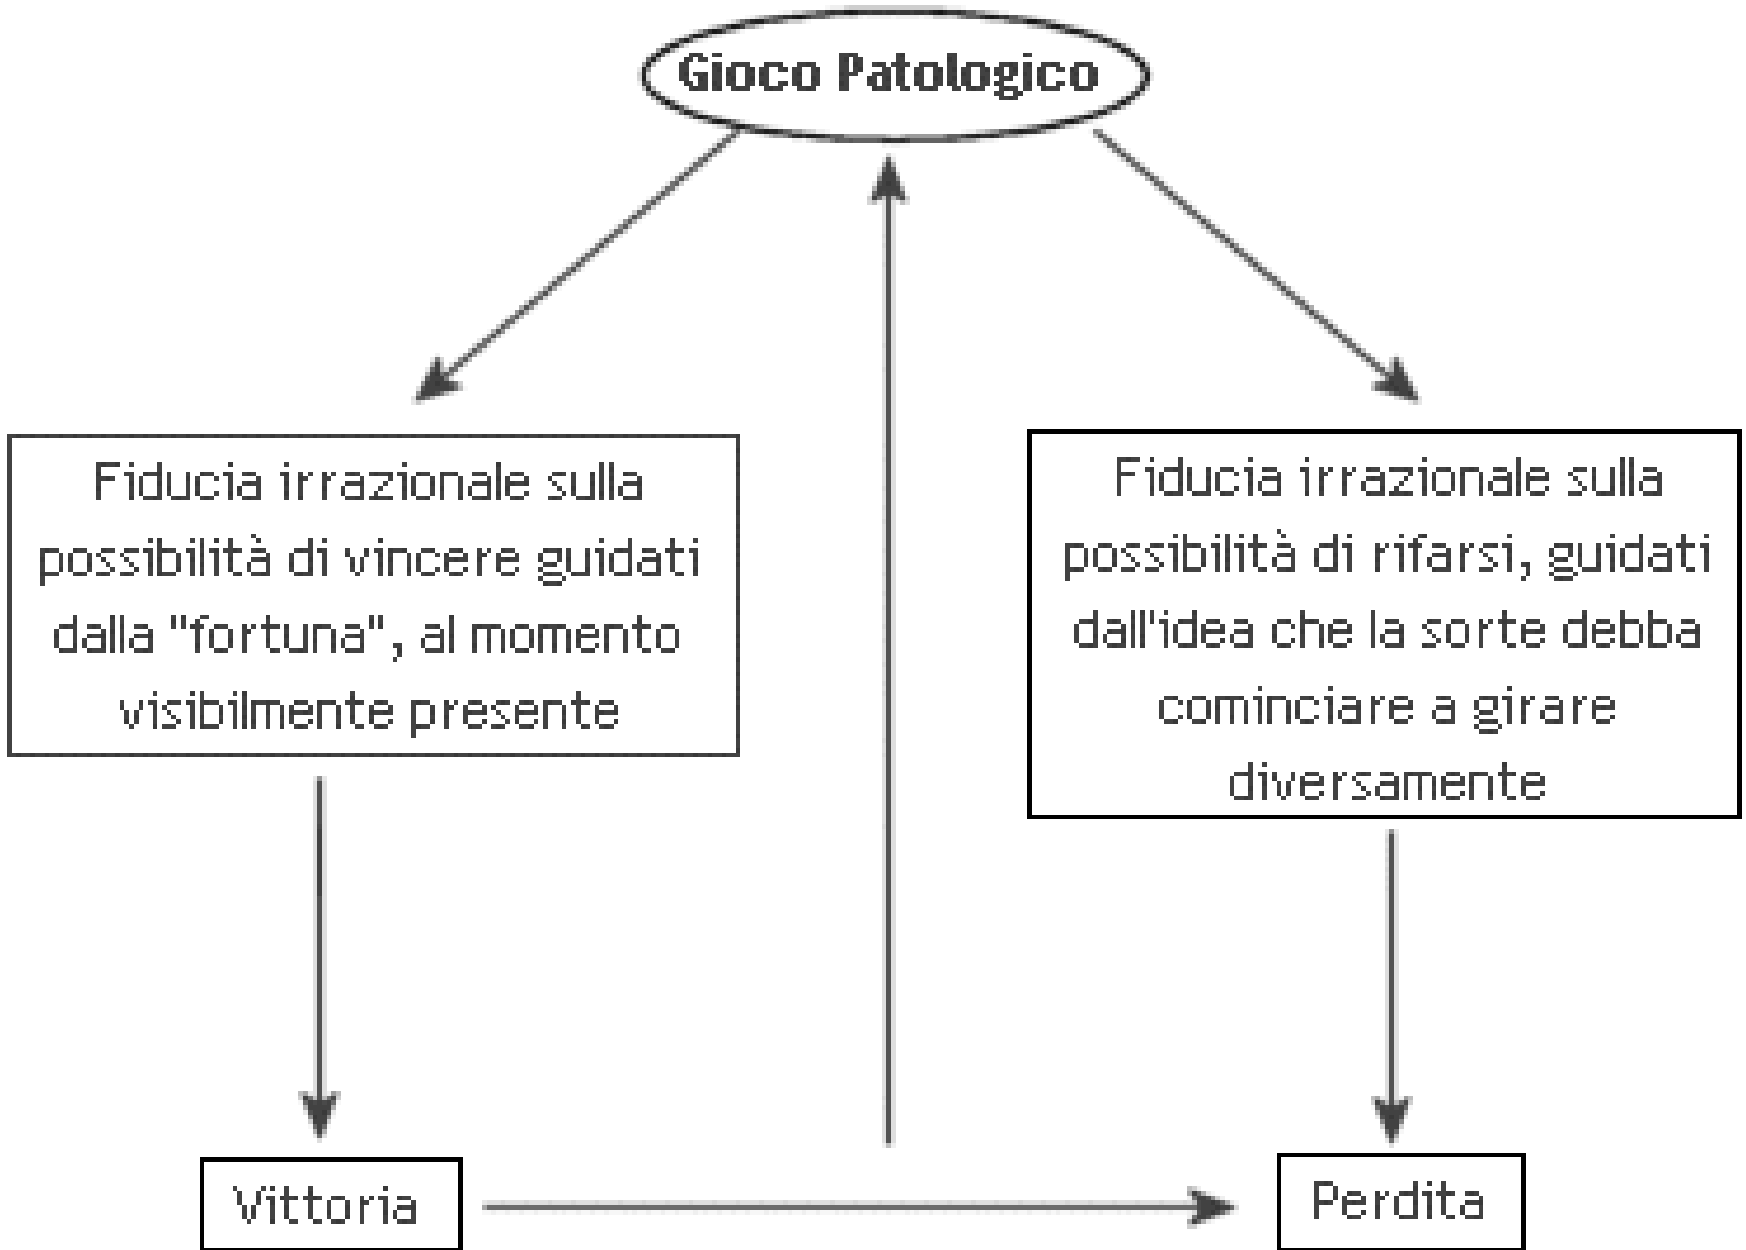 Gioco Patologico
Fiducia irrazionale sulla
possibilità di vincere guidati
dalla "fortuna", al momento
visibilmente presente
Fiducia irrazionale sulla
possibilità di rifarsi, guidati
dall'idea che la sorte debba
cominciare a girare
diversamente
Vittoria
Perdita